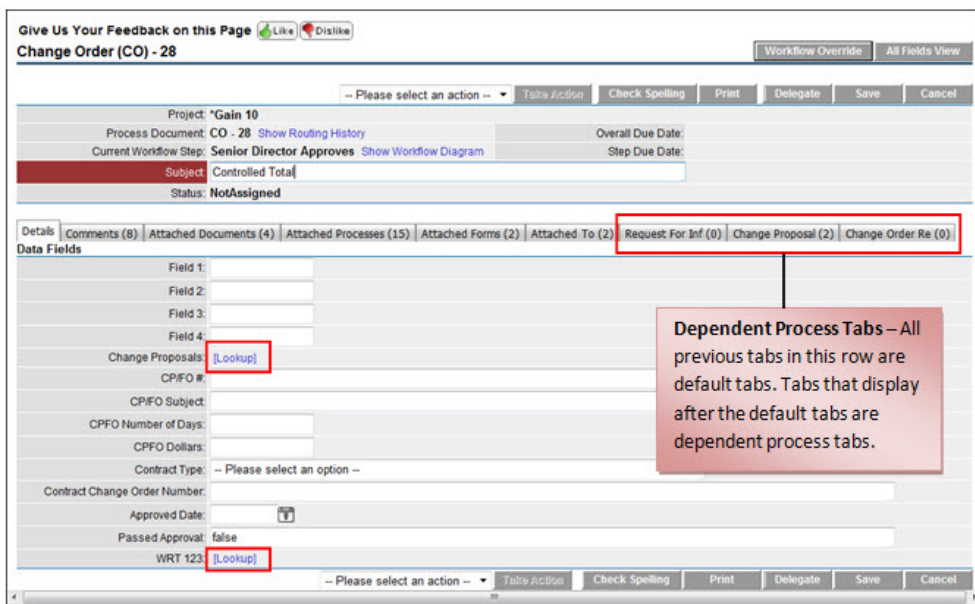 Give Us Your Feedback on this Page Like Dislike
Change Order (CO) - 28
Workflow Override All Fields View
-- Please select an action -- Take Action Check Spelling Print Delegate Save Cancel
Project: *Gain 10
Process Document: CO - 28 Show Routing History Overall Due Date:
Current Workflow Step: Senior Director Approves Show Workflow Diagram Step Due Date:
Subject: Controlled Total
Status: NotAssigned
Details Comments (8) Attached Documents (4) Attached Processes (15) Attached Forms (2) Attached To (2) Request For Inf (0) Change Proposal (2) Change Order Re (0)
Data Fields
Field 1:
Field 2:
Field 3:
Field 4:
Change Proposals: [Lookup]
CP/FO #:
CP/FO Subject:
CPFO Number of Days:
CPFO Dollars:
Contract Type: -- Please select an option --
Contract Change Order Number:
Approved Date:
Passed Approval: false
WRT 123: [Lookup]
Dependent Process Tabs – All
previous tabs in this row are
default tabs. Tabs that display
after the default tabs are
dependent process tabs.
-- Please select an action -- Take Action Check Spelling Print Delegate Save Cancel